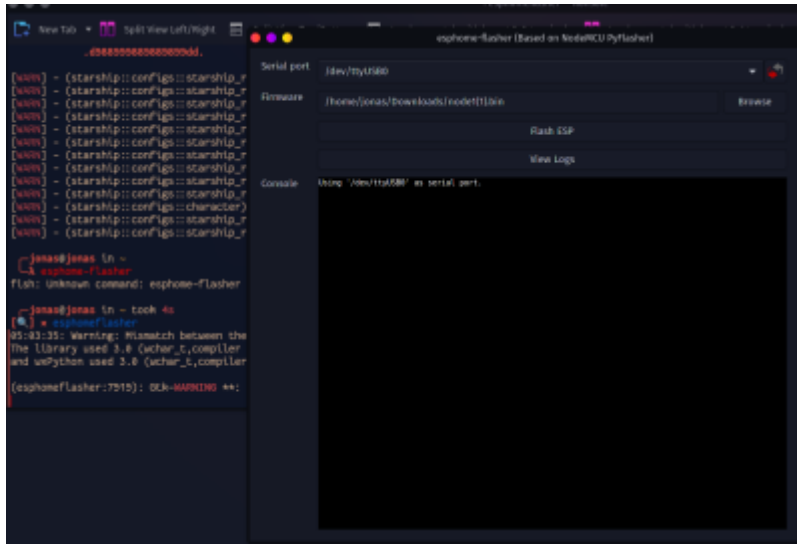 New Tab
Split View Left/Right
[WARN] - (starship::configs::starship_r
[WARN] - (starship::configs::starship_r
[WARN] - (starship::configs::starship_r
[WARN] - (starship::configs::starship_r
[WARN] - (starship::configs::starship_r
[WARN] - (starship::configs::starship_r
[WARN] - (starship::configs::starship_r
[WARN] - (starship::configs::starship_r
[WARN] - (starship::configs::starship_r
[WARN] - (starship::configs::starship_r
[WARN] - (starship::configs::character)
[WARN] - (starship::configs::starship_r
[WARN] - (starship::configs::starship_r
jonas@jonas in ~
λ esphome-flasher
fish: Unknown command: esphome-flasher
jonas@jonas in ~ took 4s
esphomeflasher
05:03:35: Warning: Mismatch between the
The library used 3.0 (wchar_t,compiler
and wxPython used 3.0 (wchar_t,compiler
(esphomeflasher:7919): Gtk-WARNING **:
esphome-flasher (Based on NodeMCU PyFlasher)
Serial port
/dev/ttyUSB0
Firmware
/home/jonas/Downloads/node1(1).bin
Browse
Flash ESP
View Logs
Console
Using '/dev/ttyUSB0' as serial port.